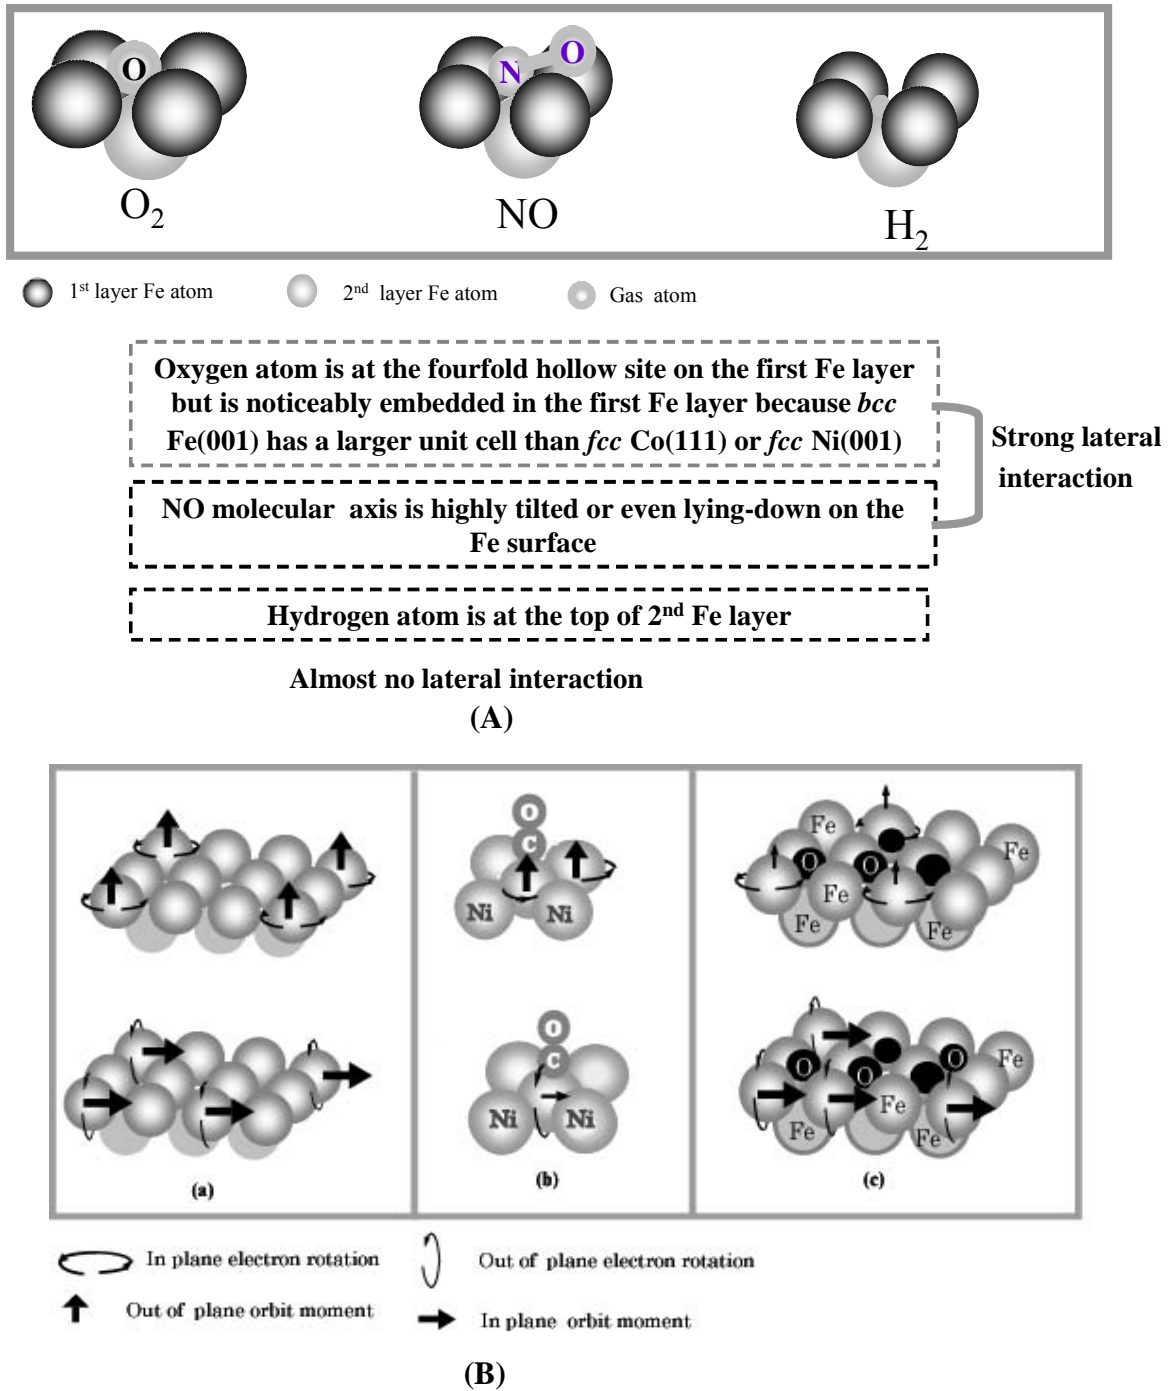 O
N
O
O₂
NO
H₂
1st layer Fe atom
2nd layer Fe atom
Gas atom
Oxygen atom is at the fourfold hollow site on the first Fe layer
but is noticeably embedded in the first Fe layer because bcc
Fe(001) has a larger unit cell than fcc Co(111) or fcc Ni(001)
Strong lateral
interaction
NO molecular axis is highly tilted or even lying-down on the
Fe surface
Hydrogen atom is at the top of 2nd Fe layer
Almost no lateral interaction
(A)
O
C
Ni
Ni
Fe
Fe
O
O
Fe
Fe
Fe
O
C
Ni
Ni
O
O
O
Fe
Fe
Fe
Fe
(a)
(b)
(c)
In plane electron rotation
Out of plane electron rotation
Out of plane orbit moment
In plane orbit moment
(B)